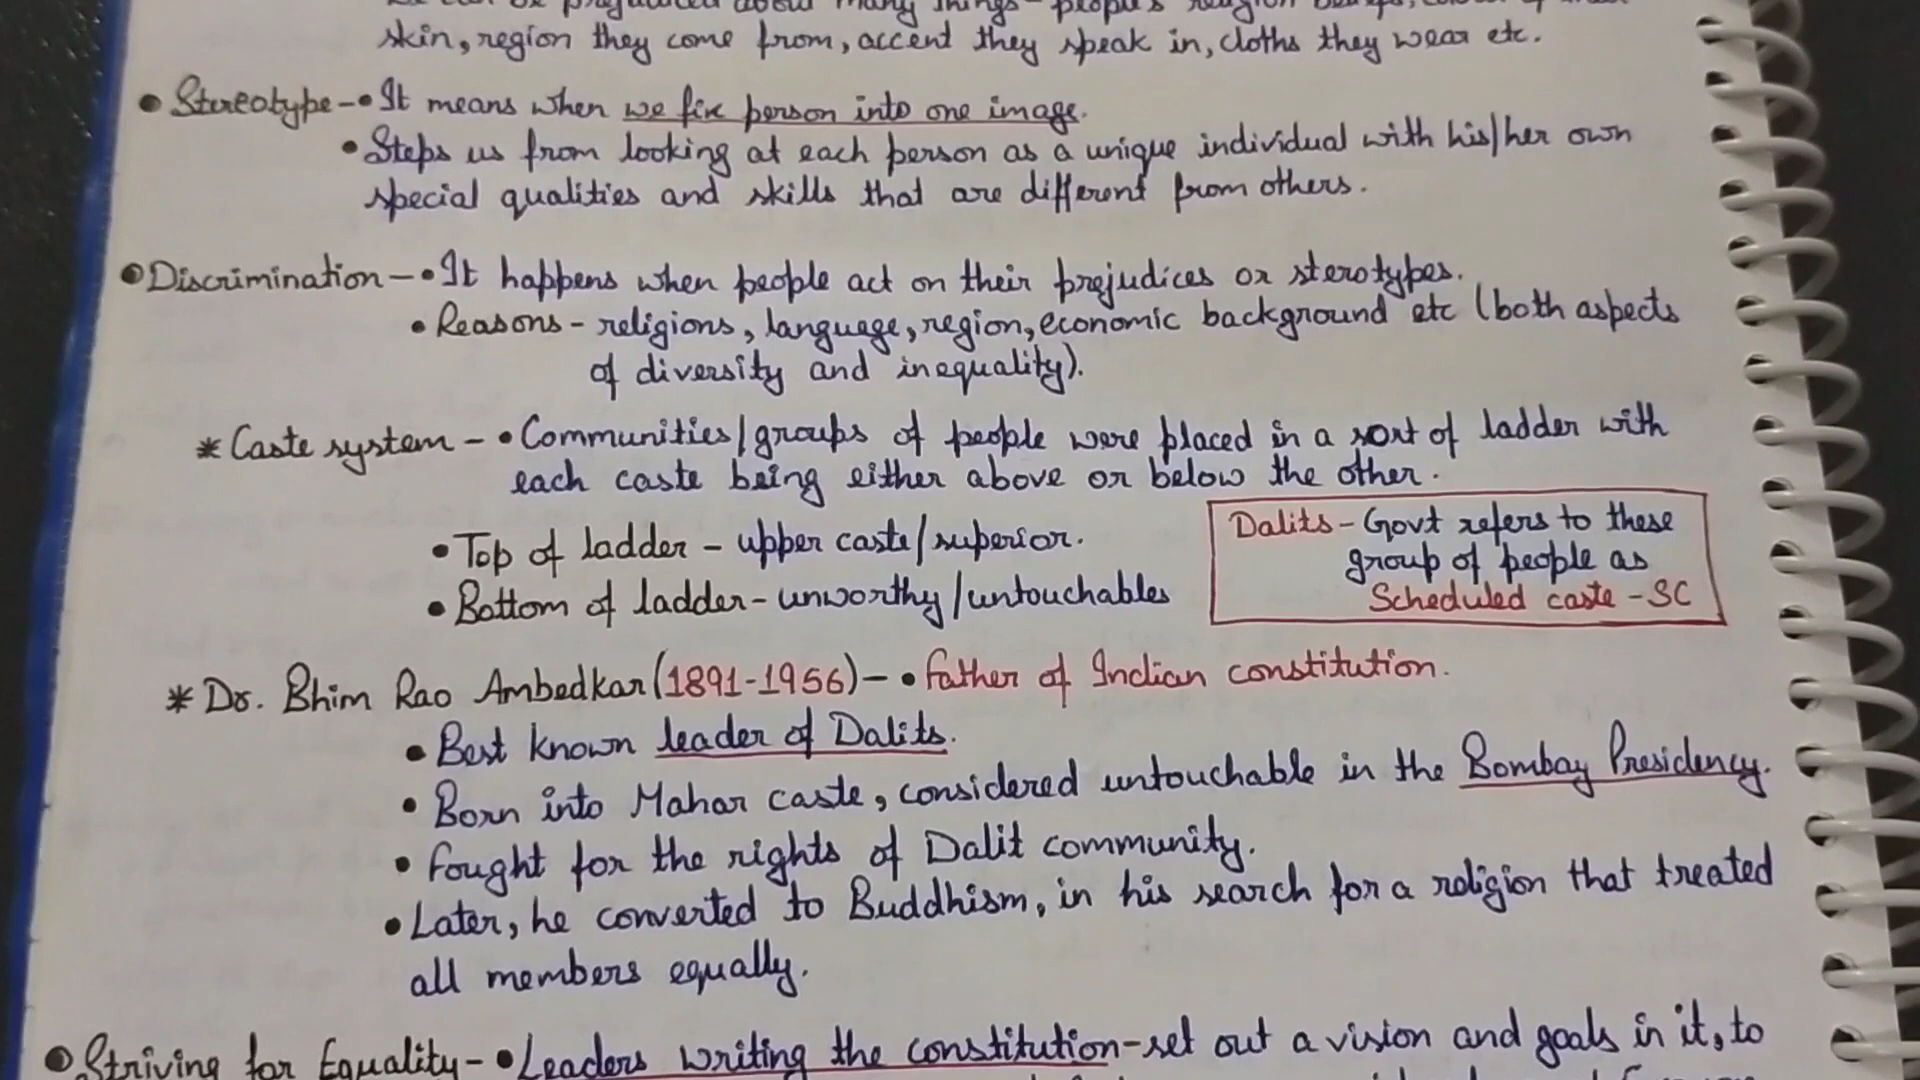 skin, region they come from, accent they speak in, cloths they wear etc.
• Stereotype - • It means when we fix person into one image.
• Steps us from looking at each person as a unique individual with his/her own
special qualities and skills that are different from others.
• Discrimination - • It happens when people act on their prejudices or sterotypes.
• Reasons - religions, language, region, economic background etc (both aspects
of diversity and inequality).
* Caste system - • Communities/groups of people were placed in a sort of ladder with
each caste being either above or below the other.
• Top of ladder - upper caste/superior.
• Bottom of ladder - unworthy/untouchables
Dalits - Govt refers to these
group of people as
Scheduled caste - SC
* Dr. Bhim Rao Ambedkar (1891-1956) - • Father of Indian constitution.
• Best known leader of Dalits.
• Born into Mahar caste, considered untouchable in the Bombay Presidency.
• Fought for the rights of Dalit community.
• Later, he converted to Buddhism, in his search for a religion that treated
all members equally.
• Striving for Equality - • Leaders writing the constitution - set out a vision and goals in it, to